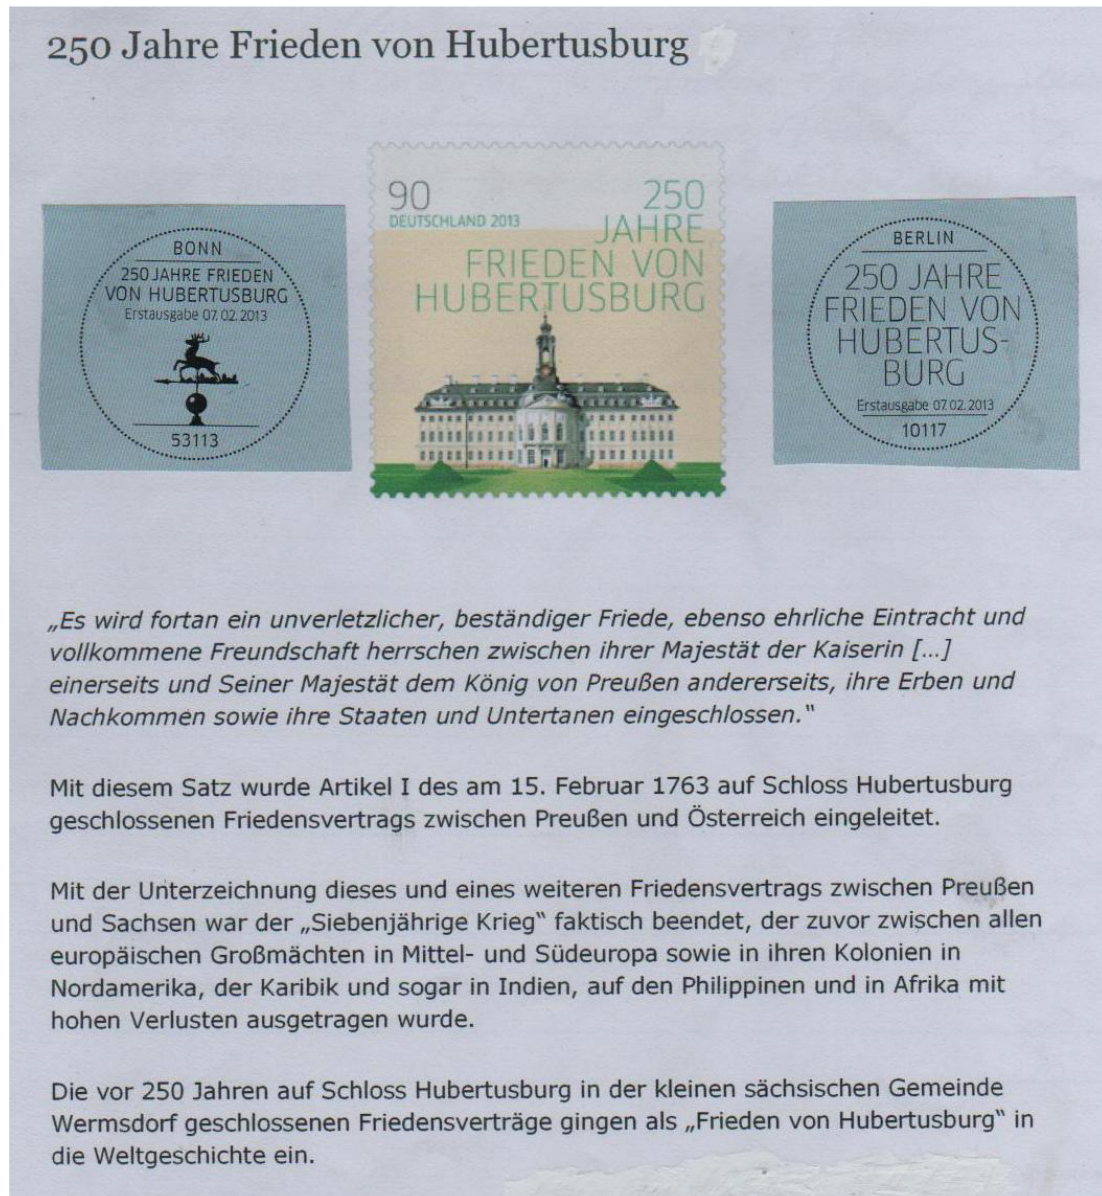 250 Jahre Frieden von Hubertusburg
BONN
250 JAHRE FRIEDEN
VON HUBERTUSBURG
Erstausgabe 07.02.2013
53113
90
DEUTSCHLAND 2013
250
JAHRE
FRIEDEN VON
HUBERTUSBURG
BERLIN
250 JAHRE
FRIEDEN VON
HUBERTUS-
BURG
Erstausgabe 07.02.2013
10117
„Es wird fortan ein unverletzlicher, beständiger Friede, ebenso ehrliche Eintracht und
vollkommene Freundschaft herrschen zwischen ihrer Majestät der Kaiserin [...]
einerseits und Seiner Majestät dem König von Preußen andererseits, ihre Erben und
Nachkommen sowie ihre Staaten und Untertanen eingeschlossen.“
Mit diesem Satz wurde Artikel I des am 15. Februar 1763 auf Schloss Hubertusburg
geschlossenen Friedensvertrags zwischen Preußen und Österreich eingeleitet.
Mit der Unterzeichnung dieses und eines weiteren Friedensvertrags zwischen Preußen
und Sachsen war der „Siebenjährige Krieg“ faktisch beendet, der zuvor zwischen allen
europäischen Großmächten in Mittel- und Südeuropa sowie in ihren Kolonien in
Nordamerika, der Karibik und sogar in Indien, auf den Philippinen und in Afrika mit
hohen Verlusten ausgetragen wurde.
Die vor 250 Jahren auf Schloss Hubertusburg in der kleinen sächsischen Gemeinde
Wermsdorf geschlossenen Friedensverträge gingen als „Frieden von Hubertusburg“ in
die Weltgeschichte ein.